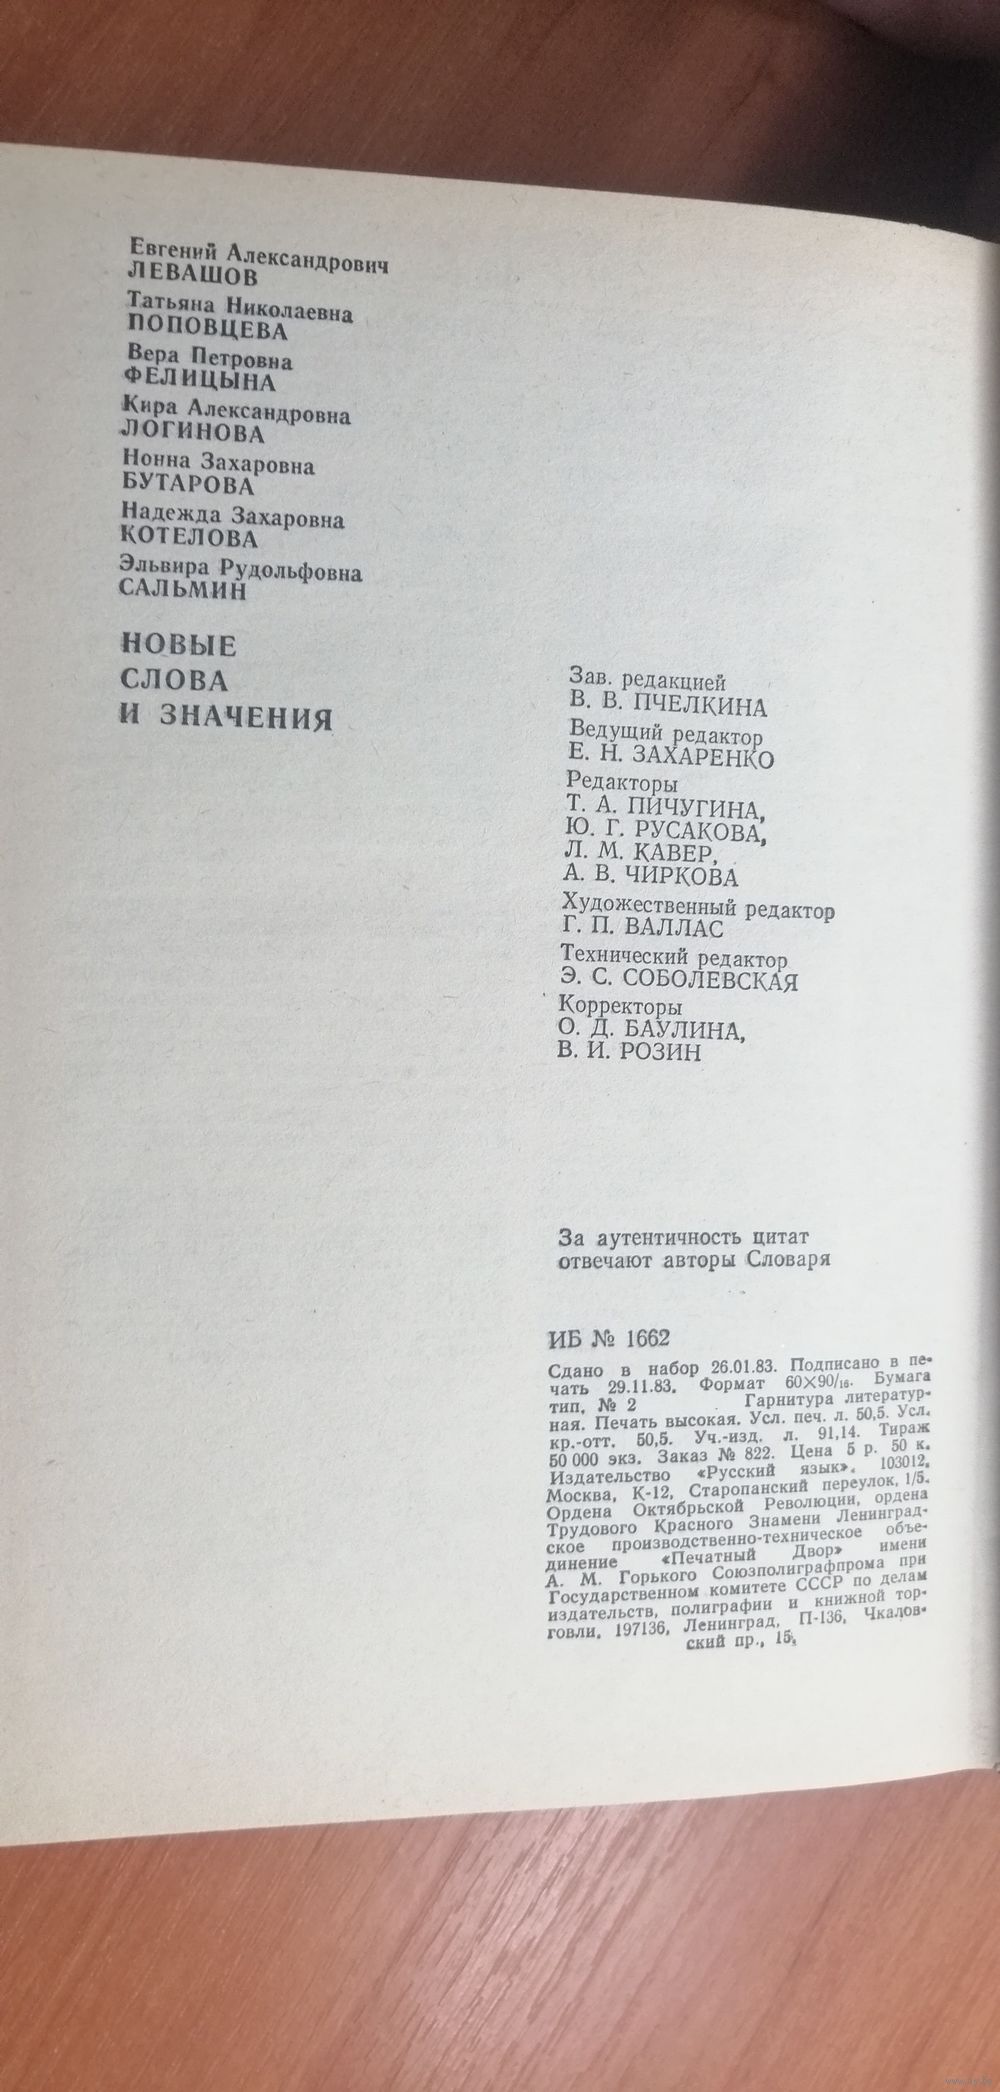 Евгений Александрович
ЛЕВАШОВ
Татьяна Николаевна
ПОПОВЦЕВА
Вера Петровна
ФЕЛИЦЫНА
Кира Александровна
ЛОГИНОВА
Нонна Захаровна
БУТАРОВА
Надежда Захаровна
КОТЕЛОВА
Эльвира Рудольфовна
САЛЬМИН
НОВЫЕ
СЛОВА
И ЗНАЧЕНИЯ
Зав. редакцией
В. В. ПЧЕЛКИНА
Ведущий редактор
Е. Н. ЗАХАРЕНКО
Редакторы
Т. А. ПИЧУГИНА,
Ю. Г. РУСАКОВА,
Л. М. КАВЕР,
А. В. ЧИРКОВА
Художественный редактор
Г. П. ВАЛЛАС
Технический редактор
Э. С. СОБОЛЕВСКАЯ
Корректоры
О. Д. БАУЛИНА,
В. И. РОЗИН
За аутентичность цитат
отвечают авторы Словаря
ИБ № 1662
Сдано в набор 26.01.83. Подписано в пе-
чать 29.11.83. Формат 60×90/16. Бумага
тип. № 2 Гарнитура литератур-
ная. Печать высокая. Усл. печ. л. 50,5. Усл.
кр.-отт. 50,5. Уч.-изд. л. 91,14. Тираж
50 000 экз. Заказ № 822. Цена 5 р. 50 к.
Издательство «Русский язык». 103012,
Москва, К-12, Старопанский переулок, 1/5.
Ордена Октябрьской Революции, ордена
Трудового Красного Знамени Ленинград-
ское производственно-техническое объе-
динение «Печатный Двор» имени
А. М. Горького Союзполиграфпрома при
Государственном комитете СССР по делам
издательств, полиграфии и книжной тор-
говли. 197136, Ленинград, П-136, Чкалов-
ский пр., 15.